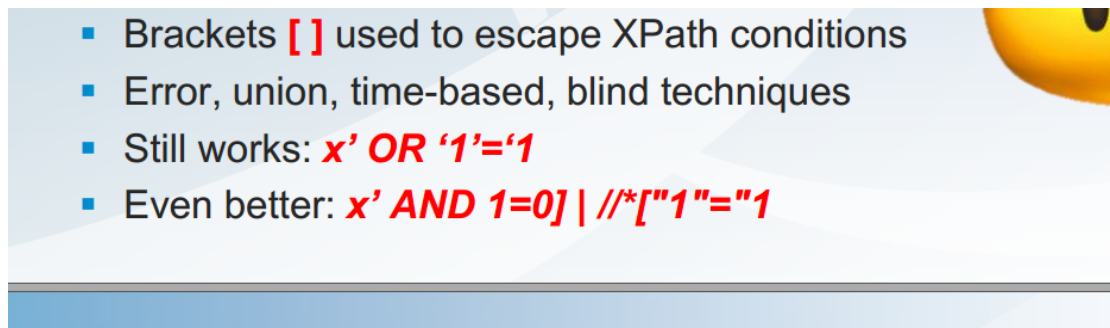 Brackets [ ] used to escape XPath conditions
Error, union, time-based, blind techniques
Still works: x’ OR ‘1’=‘1
Even better: x’ AND 1=0] | //*["1"="1